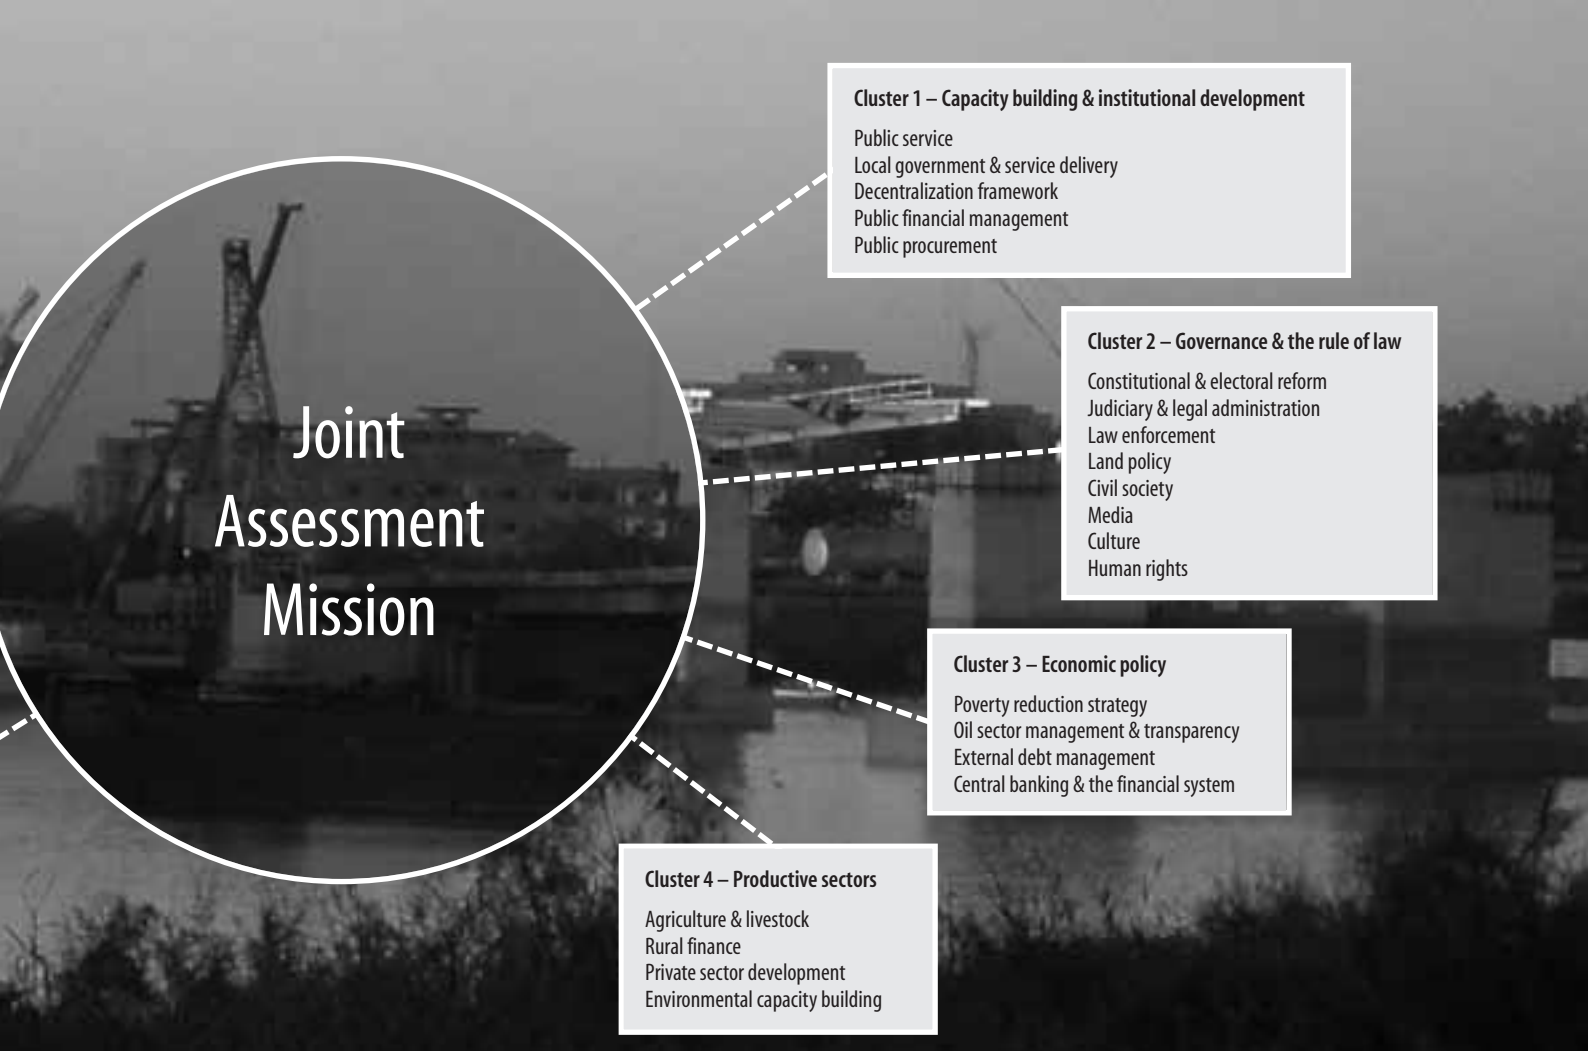 Joint
Assessment
Mission
Cluster 1 – Capacity building & institutional development
Public service
Local government & service delivery
Decentralization framework
Public financial management
Public procurement
Cluster 2 – Governance & the rule of law
Constitutional & electoral reform
Judiciary & legal administration
Law enforcement
Land policy
Civil society
Media
Culture
Human rights
Cluster 3 – Economic policy
Poverty reduction strategy
Oil sector management & transparency
External debt management
Central banking & the financial system
Cluster 4 – Productive sectors
Agriculture & livestock
Rural finance
Private sector development
Environmental capacity building